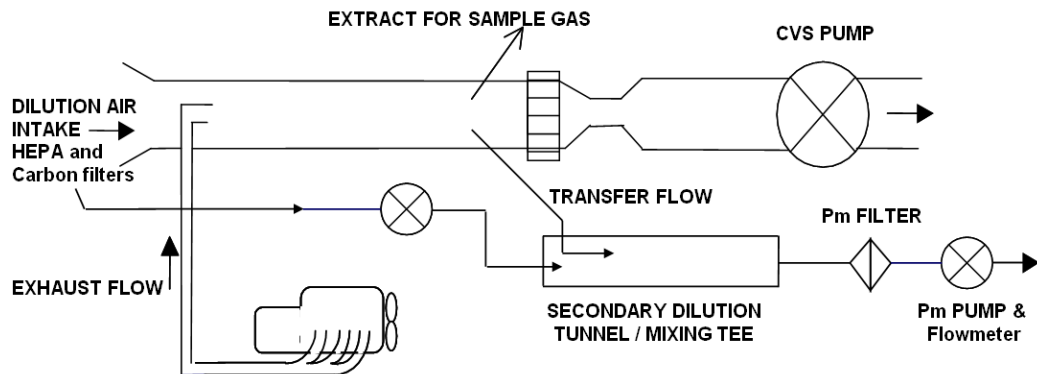 EXTRACT FOR SAMPLE GAS
CVS PUMP
DILUTION AIR
INTAKE
HEPA and
Carbon filters
TRANSFER FLOW
Pm FILTER
EXHAUST FLOW
SECONDARY DILUTION
TUNNEL / MIXING TEE
Pm PUMP &
Flowmeter